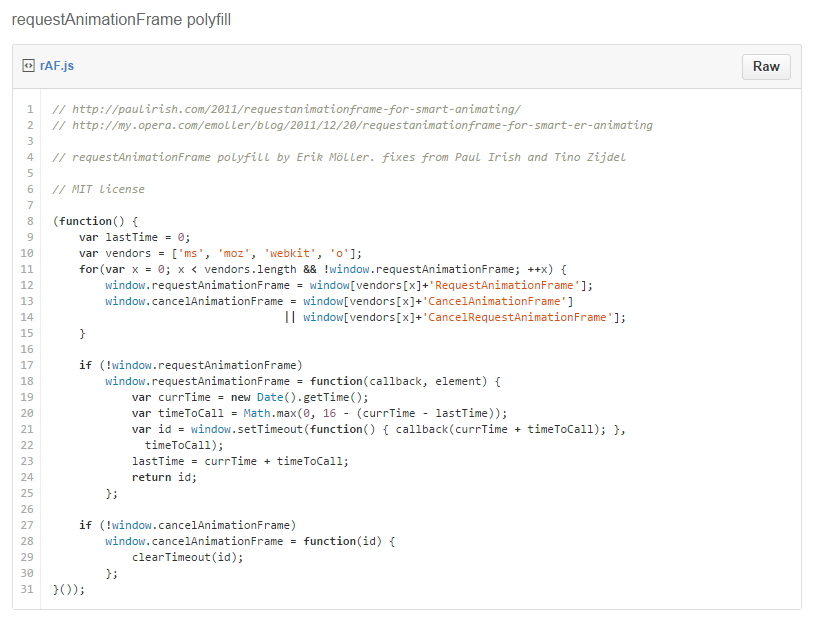 requestAnimationFrame polyfill
rAF.js
Raw
1 // http://paulirish.com/2011/requestanimationframe-for-smart-animating/
2 // http://my.opera.com/emoller/blog/2011/12/20/requestanimationframe-for-smart-er-animating
3
4 // requestAnimationFrame polyfill by Erik Möller. fixes from Paul Irish and Tino Zijdel
5
6 // MIT license
7
8 (function() {
9     var lastTime = 0;
10     var vendors = ['ms', 'moz', 'webkit', 'o'];
11     for(var x = 0; x < vendors.length && !window.requestAnimationFrame; ++x) {
12         window.requestAnimationFrame = window[vendors[x]+'RequestAnimationFrame'];
13         window.cancelAnimationFrame = window[vendors[x]+'CancelAnimationFrame']
14                                    || window[vendors[x]+'CancelRequestAnimationFrame'];
15     }
16
17     if (!window.requestAnimationFrame)
18         window.requestAnimationFrame = function(callback, element) {
19             var currTime = new Date().getTime();
20             var timeToCall = Math.max(0, 16 - (currTime - lastTime));
21             var id = window.setTimeout(function() { callback(currTime + timeToCall); },
22               timeToCall);
23             lastTime = currTime + timeToCall;
24             return id;
25         };
26
27     if (!window.cancelAnimationFrame)
28         window.cancelAnimationFrame = function(id) {
29             clearTimeout(id);
30         };
31 }());